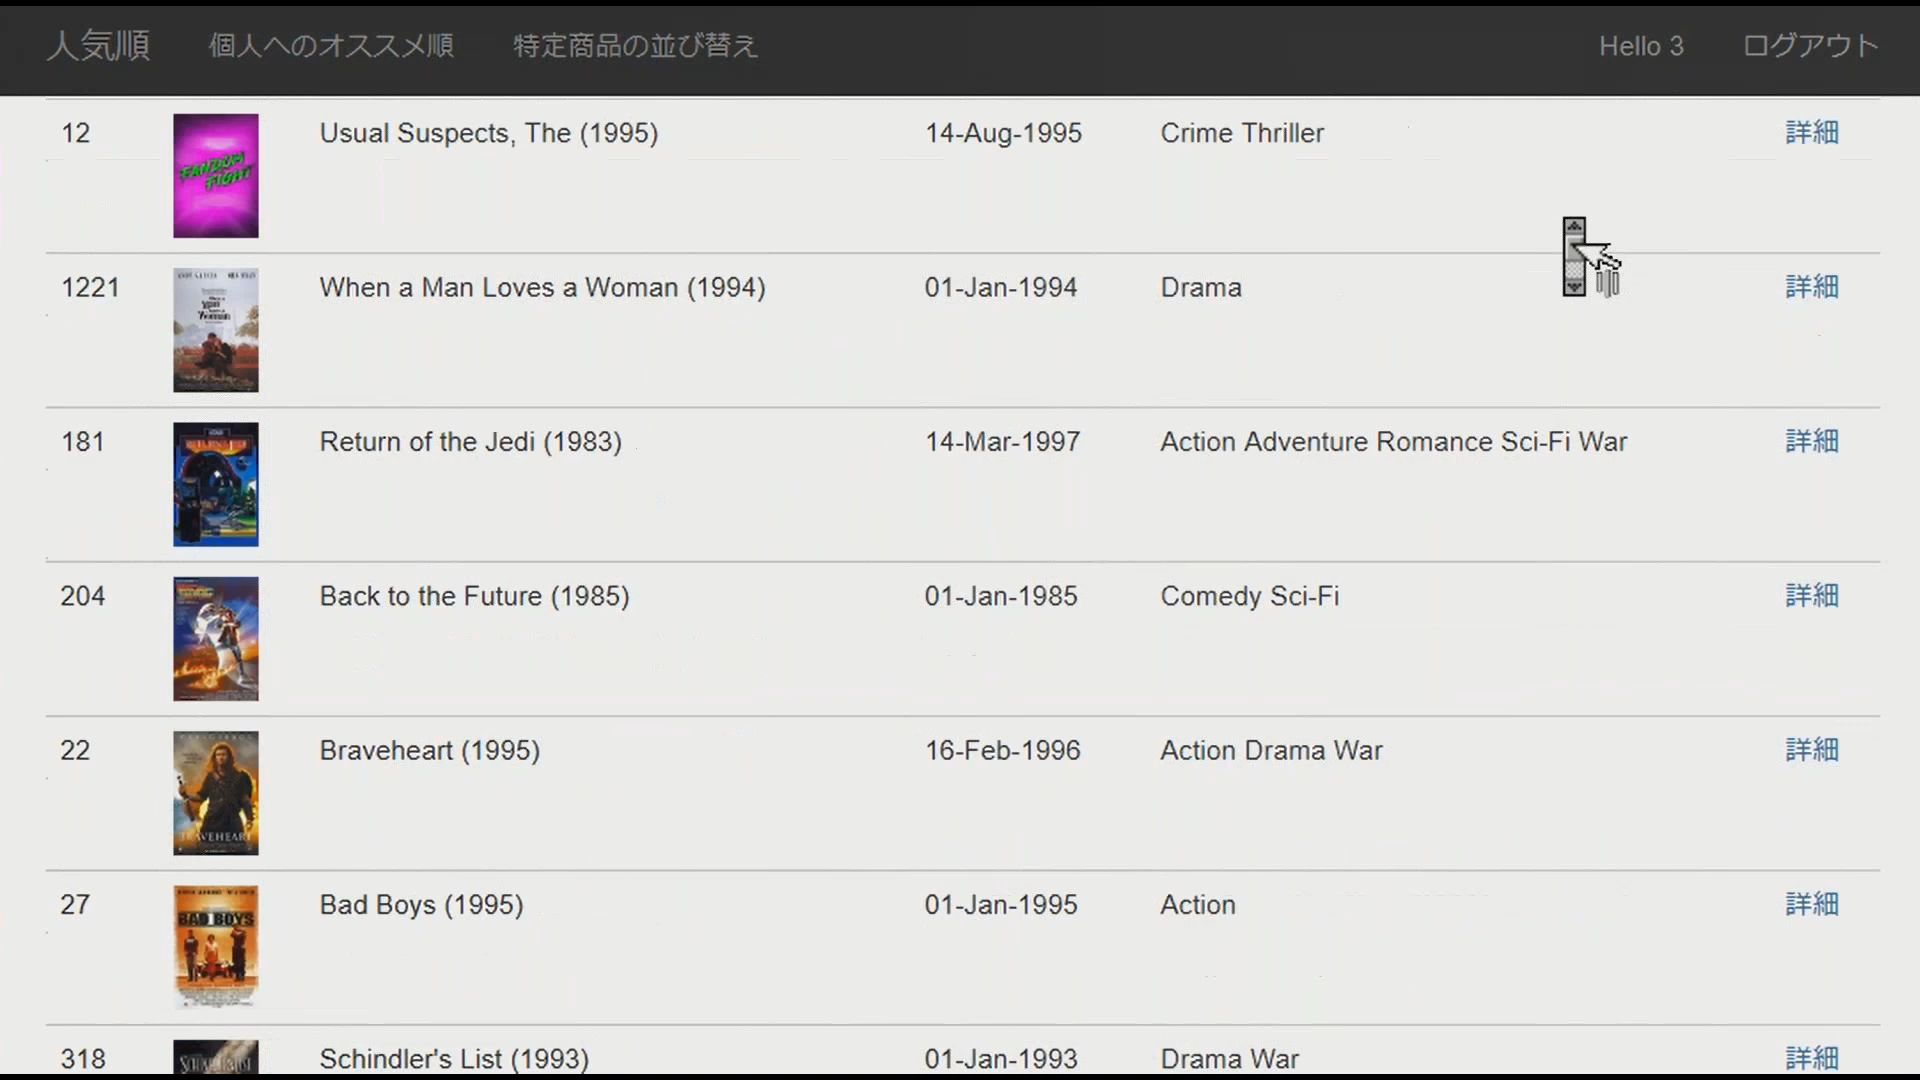 人気順 個人へのオススメ順 特定商品の並び替え Hello 3 ログアウト
12 FANDOM FIGHT Usual Suspects, The (1995) 14-Aug-1995 Crime Thriller 詳細
1221 When a Man Loves a Woman (1994) 01-Jan-1994 Drama 詳細
181 Return of the Jedi (1983) 14-Mar-1997 Action Adventure Romance Sci-Fi War 詳細
204 Back to the Future (1985) 01-Jan-1985 Comedy Sci-Fi 詳細
22 BRAVEHEART Braveheart (1995) 16-Feb-1996 Action Drama War 詳細
27 BAD BOYS Bad Boys (1995) 01-Jan-1995 Action 詳細
318 Schindler's List (1993) 01-Jan-1993 Drama War 詳細